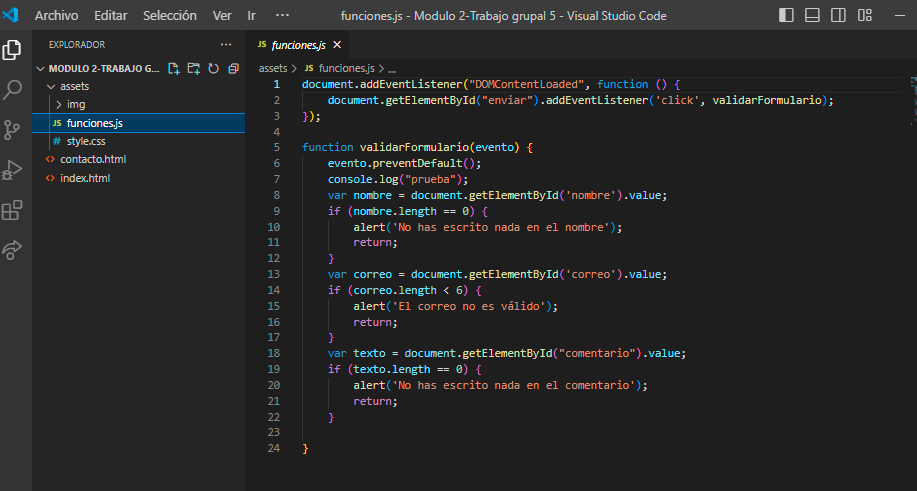 Archivo Editar Selección Ver Ir ··· funciones.js - Modulo 2-Trabajo grupal 5 - Visual Studio Code
EXPLORADOR ···
MODULO 2-TRABAJO G...
assets
img
JS funciones.js
# style.css
<> contacto.html
<> index.html
JS funciones.js ×
assets > JS funciones.js > ...
1 document.addEventListener("DOMContentLoaded", function () {
2     document.getElementById("enviar").addEventListener('click', validarFormulario);
3 });
4
5 function validarFormulario(evento) {
6     evento.preventDefault();
7     console.log("prueba");
8     var nombre = document.getElementById('nombre').value;
9     if (nombre.length == 0) {
10         alert('No has escrito nada en el nombre');
11         return;
12     }
13     var correo = document.getElementById('correo').value;
14     if (correo.length < 6) {
15         alert('El correo no es válido');
16         return;
17     }
18     var texto = document.getElementById("comentario").value;
19     if (texto.length == 0) {
20         alert('No has escrito nada en el comentario');
21         return;
22     }
23
24 }